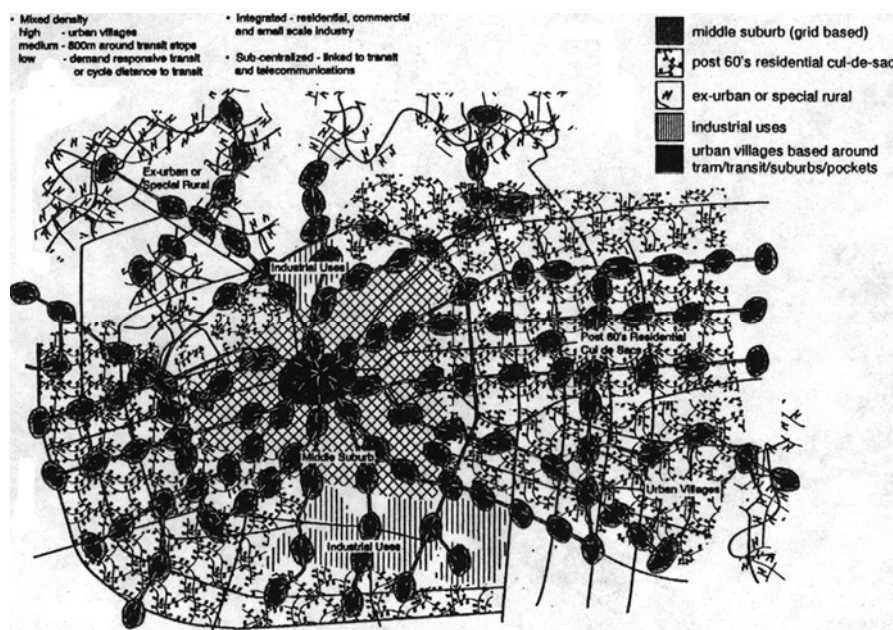 • Mixed density
high - urban villages
medium - 800m around transit stops
low - demand responsive transit
or cycle distance to transit
• Integrated - residential, commercial
and small scale industry
• Sub-centralized - linked to transit
and telecommunications
middle suburb (grid based)
post 60's residential cul-de-sac
ex-urban or special rural
industrial uses
urban villages based around
tram/transit/suburbs/pockets
Ex-urban or
Special Rural
Industrial Uses
Post 60's Residential
Cul de Sacs
Middle Suburb
Urban Villages
Industrial Uses